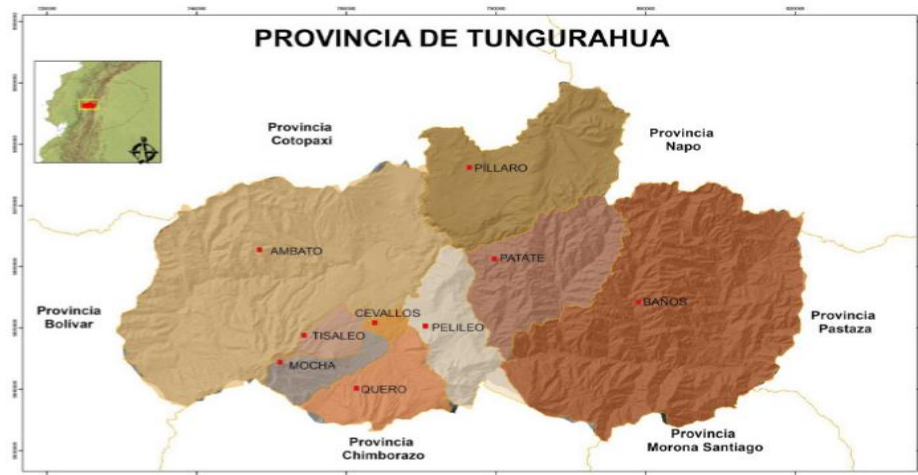 PROVINCIA DE TUNGURAHUA
Provincia
Cotopaxi
Provincia
Napo
PÍLLARO
AMBATO
PATATE
BAÑOS
Provincia
Bolívar
CEVALLOS
PELILEO
TISALEO
Provincia
Pastaza
MOCHA
QUERO
Provincia
Chimborazo
Provincia
Morona Santiago